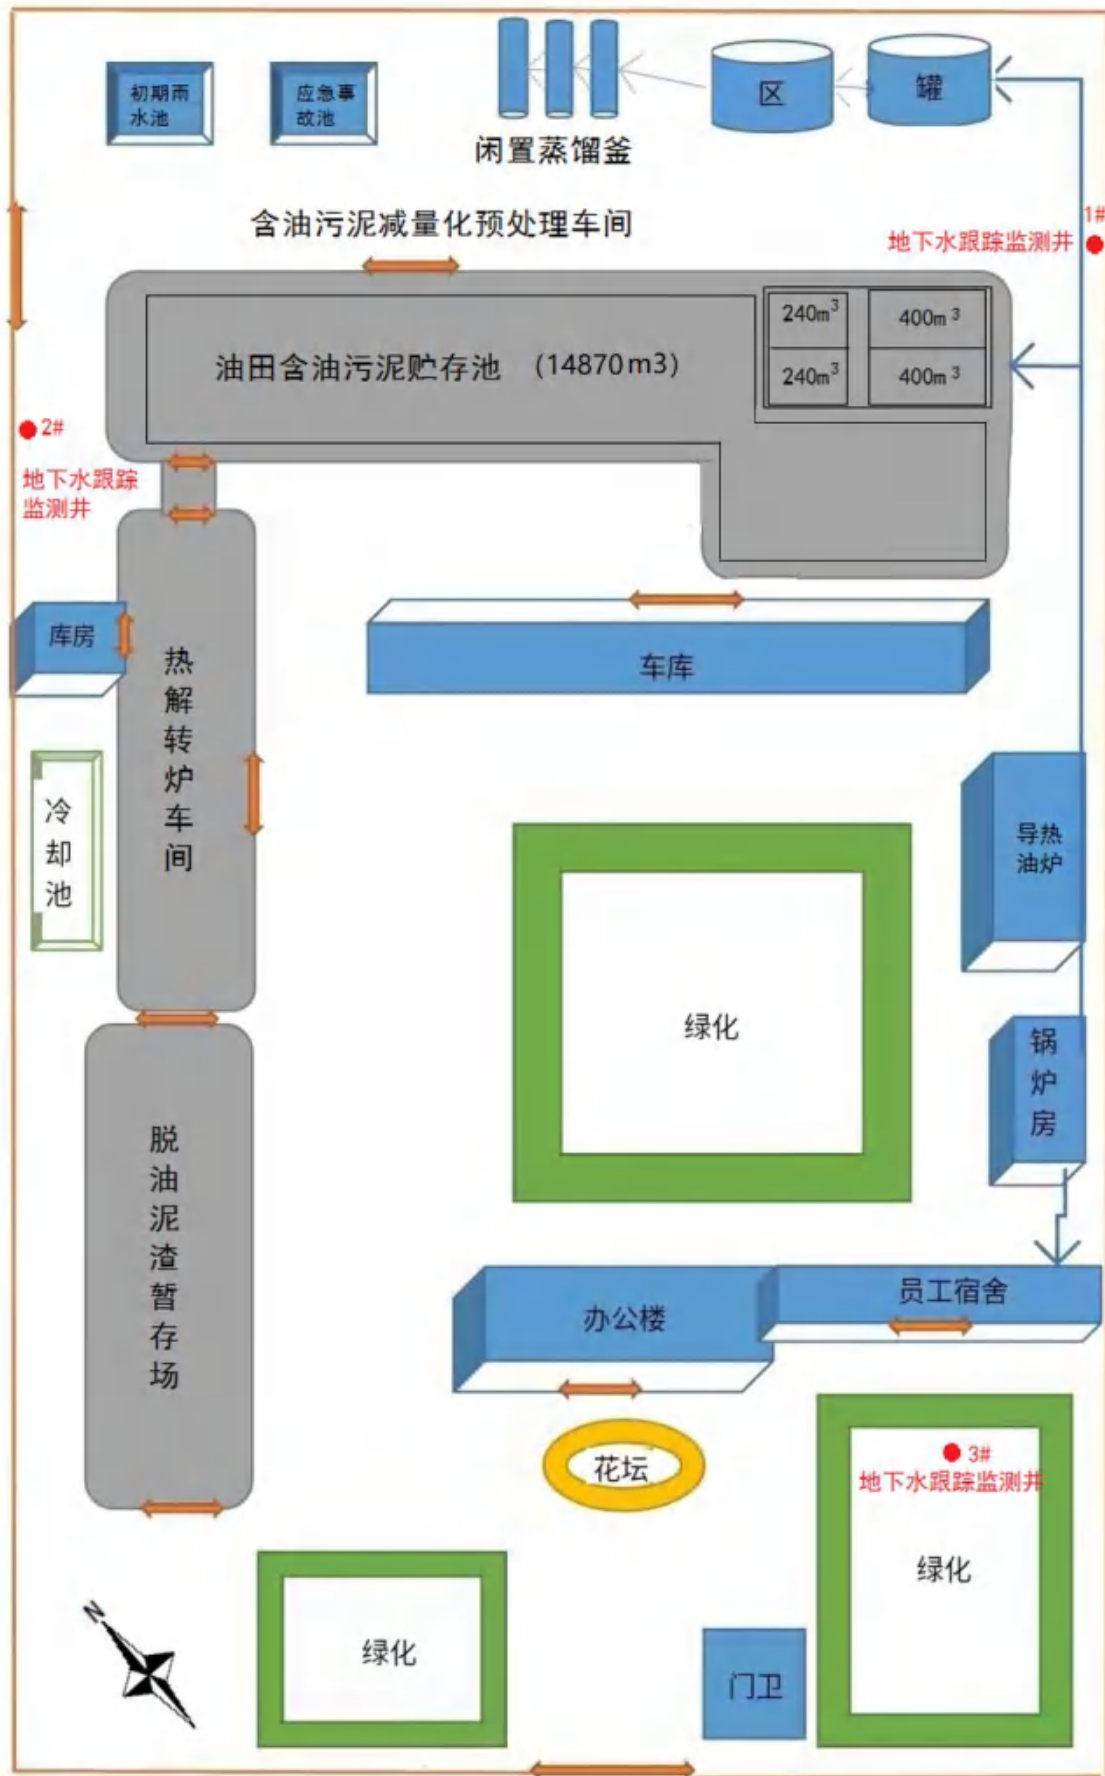 初期雨
水池
应急事
故池
区
罐
闲置蒸馏釜
含油污泥减量化预处理车间
1#
地下水跟踪监测井
240m³
400m³
油田含油污泥贮存池 (14870m3)
240m³
400m³
2#
地下水跟踪
监测井
库房
热
解
转
炉
车
间
车库
冷
却
池
导热
油炉
绿化
锅
炉
房
脱
油
泥
渣
暂
存
场
办公楼
员工宿舍
花坛
3#
地下水跟踪监测井
绿化
N
绿化
门卫